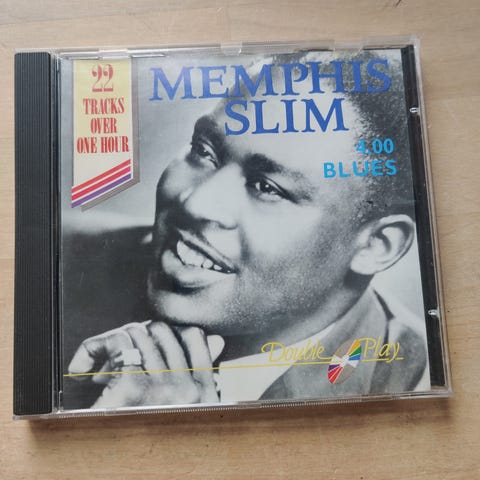 22
TRACKS
OVER
ONE HOUR
MEMPHIS
SLIM
4.00
BLUES
Double Play